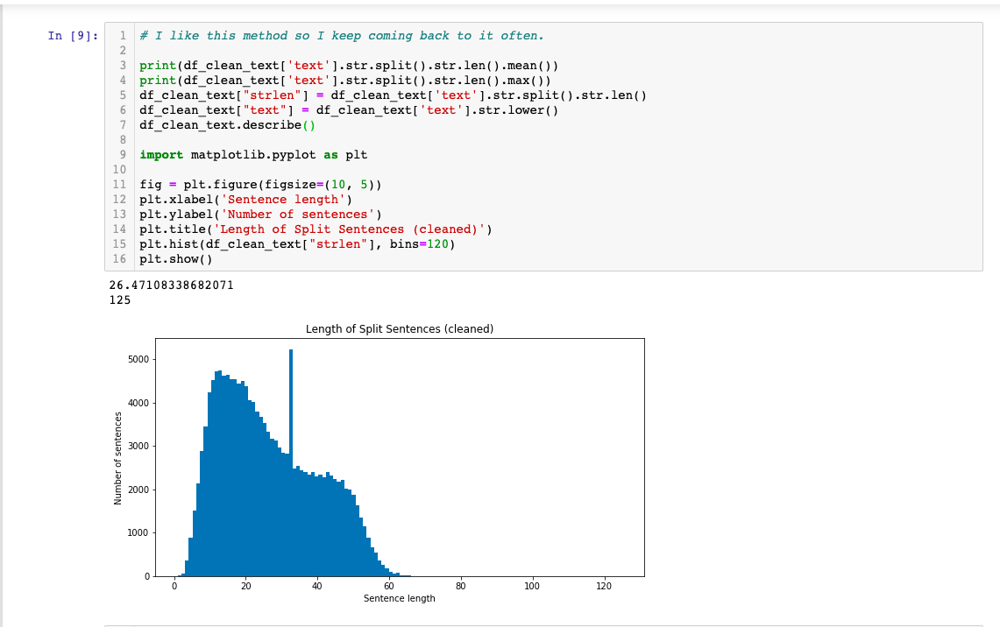 In [9]:
1 # I like this method so I keep coming back to it often.
2
3 print(df_clean_text['text'].str.split().str.len().mean())
4 print(df_clean_text['text'].str.split().str.len().max())
5 df_clean_text["strlen"] = df_clean_text['text'].str.split().str.len()
6 df_clean_text["text"] = df_clean_text['text'].str.lower()
7 df_clean_text.describe()
8
9 import matplotlib.pyplot as plt
10
11 fig = plt.figure(figsize=(10, 5))
12 plt.xlabel('Sentence length')
13 plt.ylabel('Number of sentences')
14 plt.title('Length of Split Sentences (cleaned)')
15 plt.hist(df_clean_text["strlen"], bins=120)
16 plt.show()
26.47108338682071
125
Length of Split Sentences (cleaned)
Number of sentences
5000
4000
3000
2000
1000
0
0 20 40 60 80 100 120
Sentence length